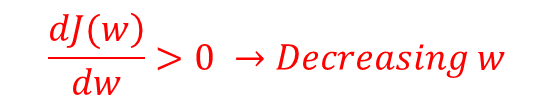 dJ(w)/dw > 0 → Decreasing w